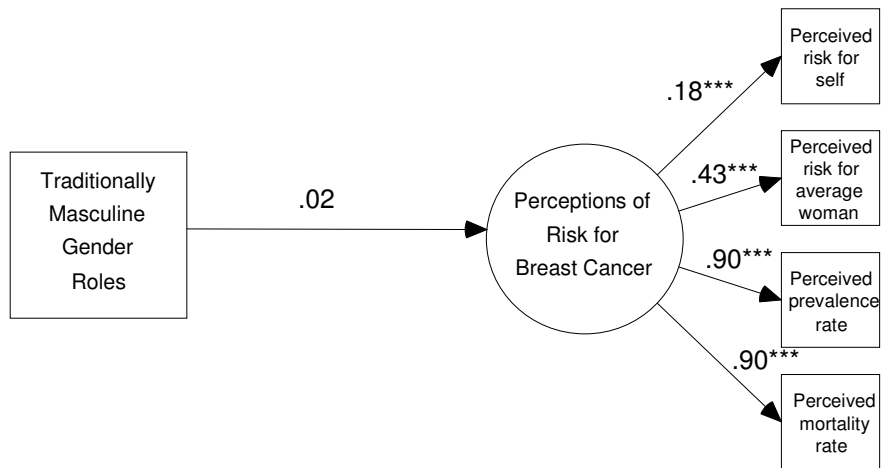 Traditionally
Masculine
Gender
Roles
.02
Perceptions of
Risk for
Breast Cancer
.18***
.43***
.90***
.90***
Perceived
risk for
self
Perceived
risk for
average
woman
Perceived
prevalence
rate
Perceived
mortality
rate